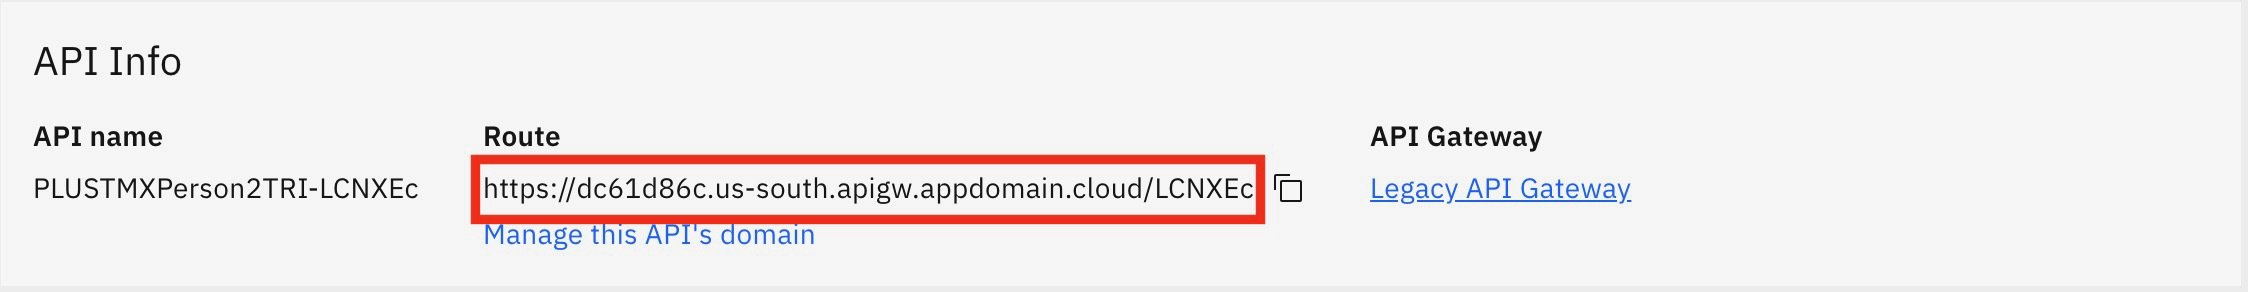 API Info
API name
Route
API Gateway
PLUSTMXPerson2TRI-LCNXEc
https://dc61d86c.us-south.apigw.appdomain.cloud/LCNXEc
Legacy API Gateway
Manage this API's domain